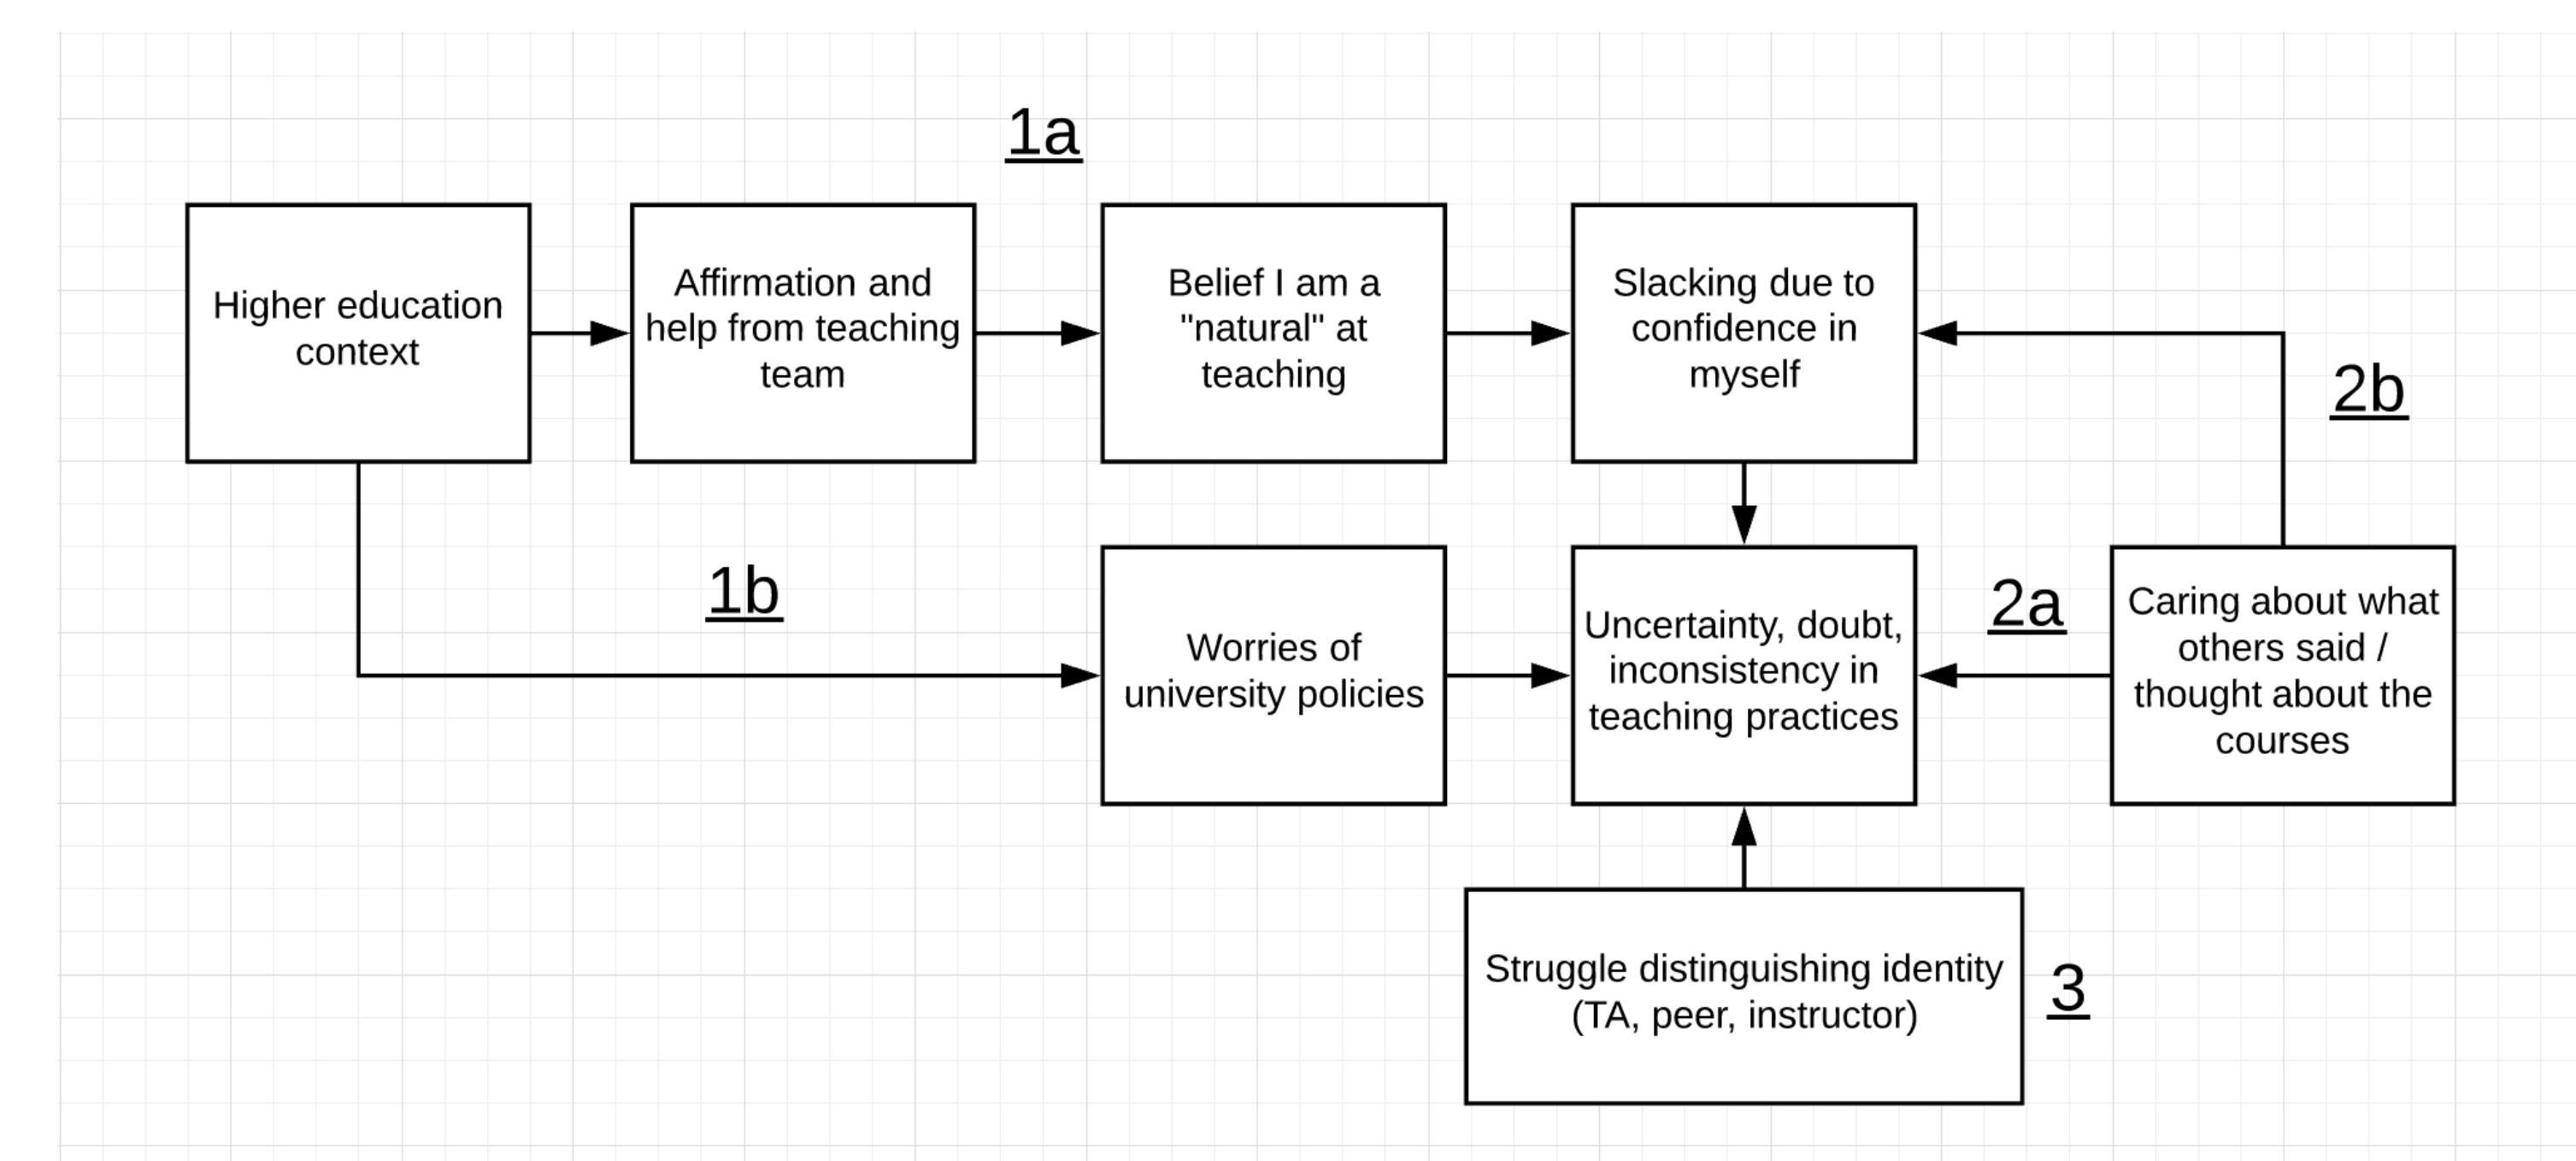 1a
Higher education
context
Affirmation and
help from teaching
team
Belief I am a
"natural" at
teaching
Slacking due to
confidence in
myself
2b
1b
Worries of
university policies
Uncertainty, doubt,
inconsistency in
teaching practices
2a
Caring about what
others said /
thought about the
courses
Struggle distinguishing identity
(TA, peer, instructor)
3